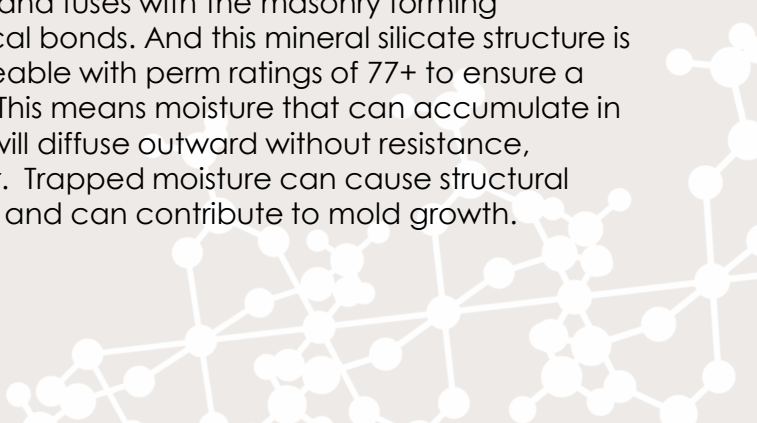 and fuses with the masonry forming
cal bonds. And this mineral silicate structure is
eable with perm ratings of 77+ to ensure a
This means moisture that can accumulate in
will diffuse outward without resistance,
. Trapped moisture can cause structural
and can contribute to mold growth.